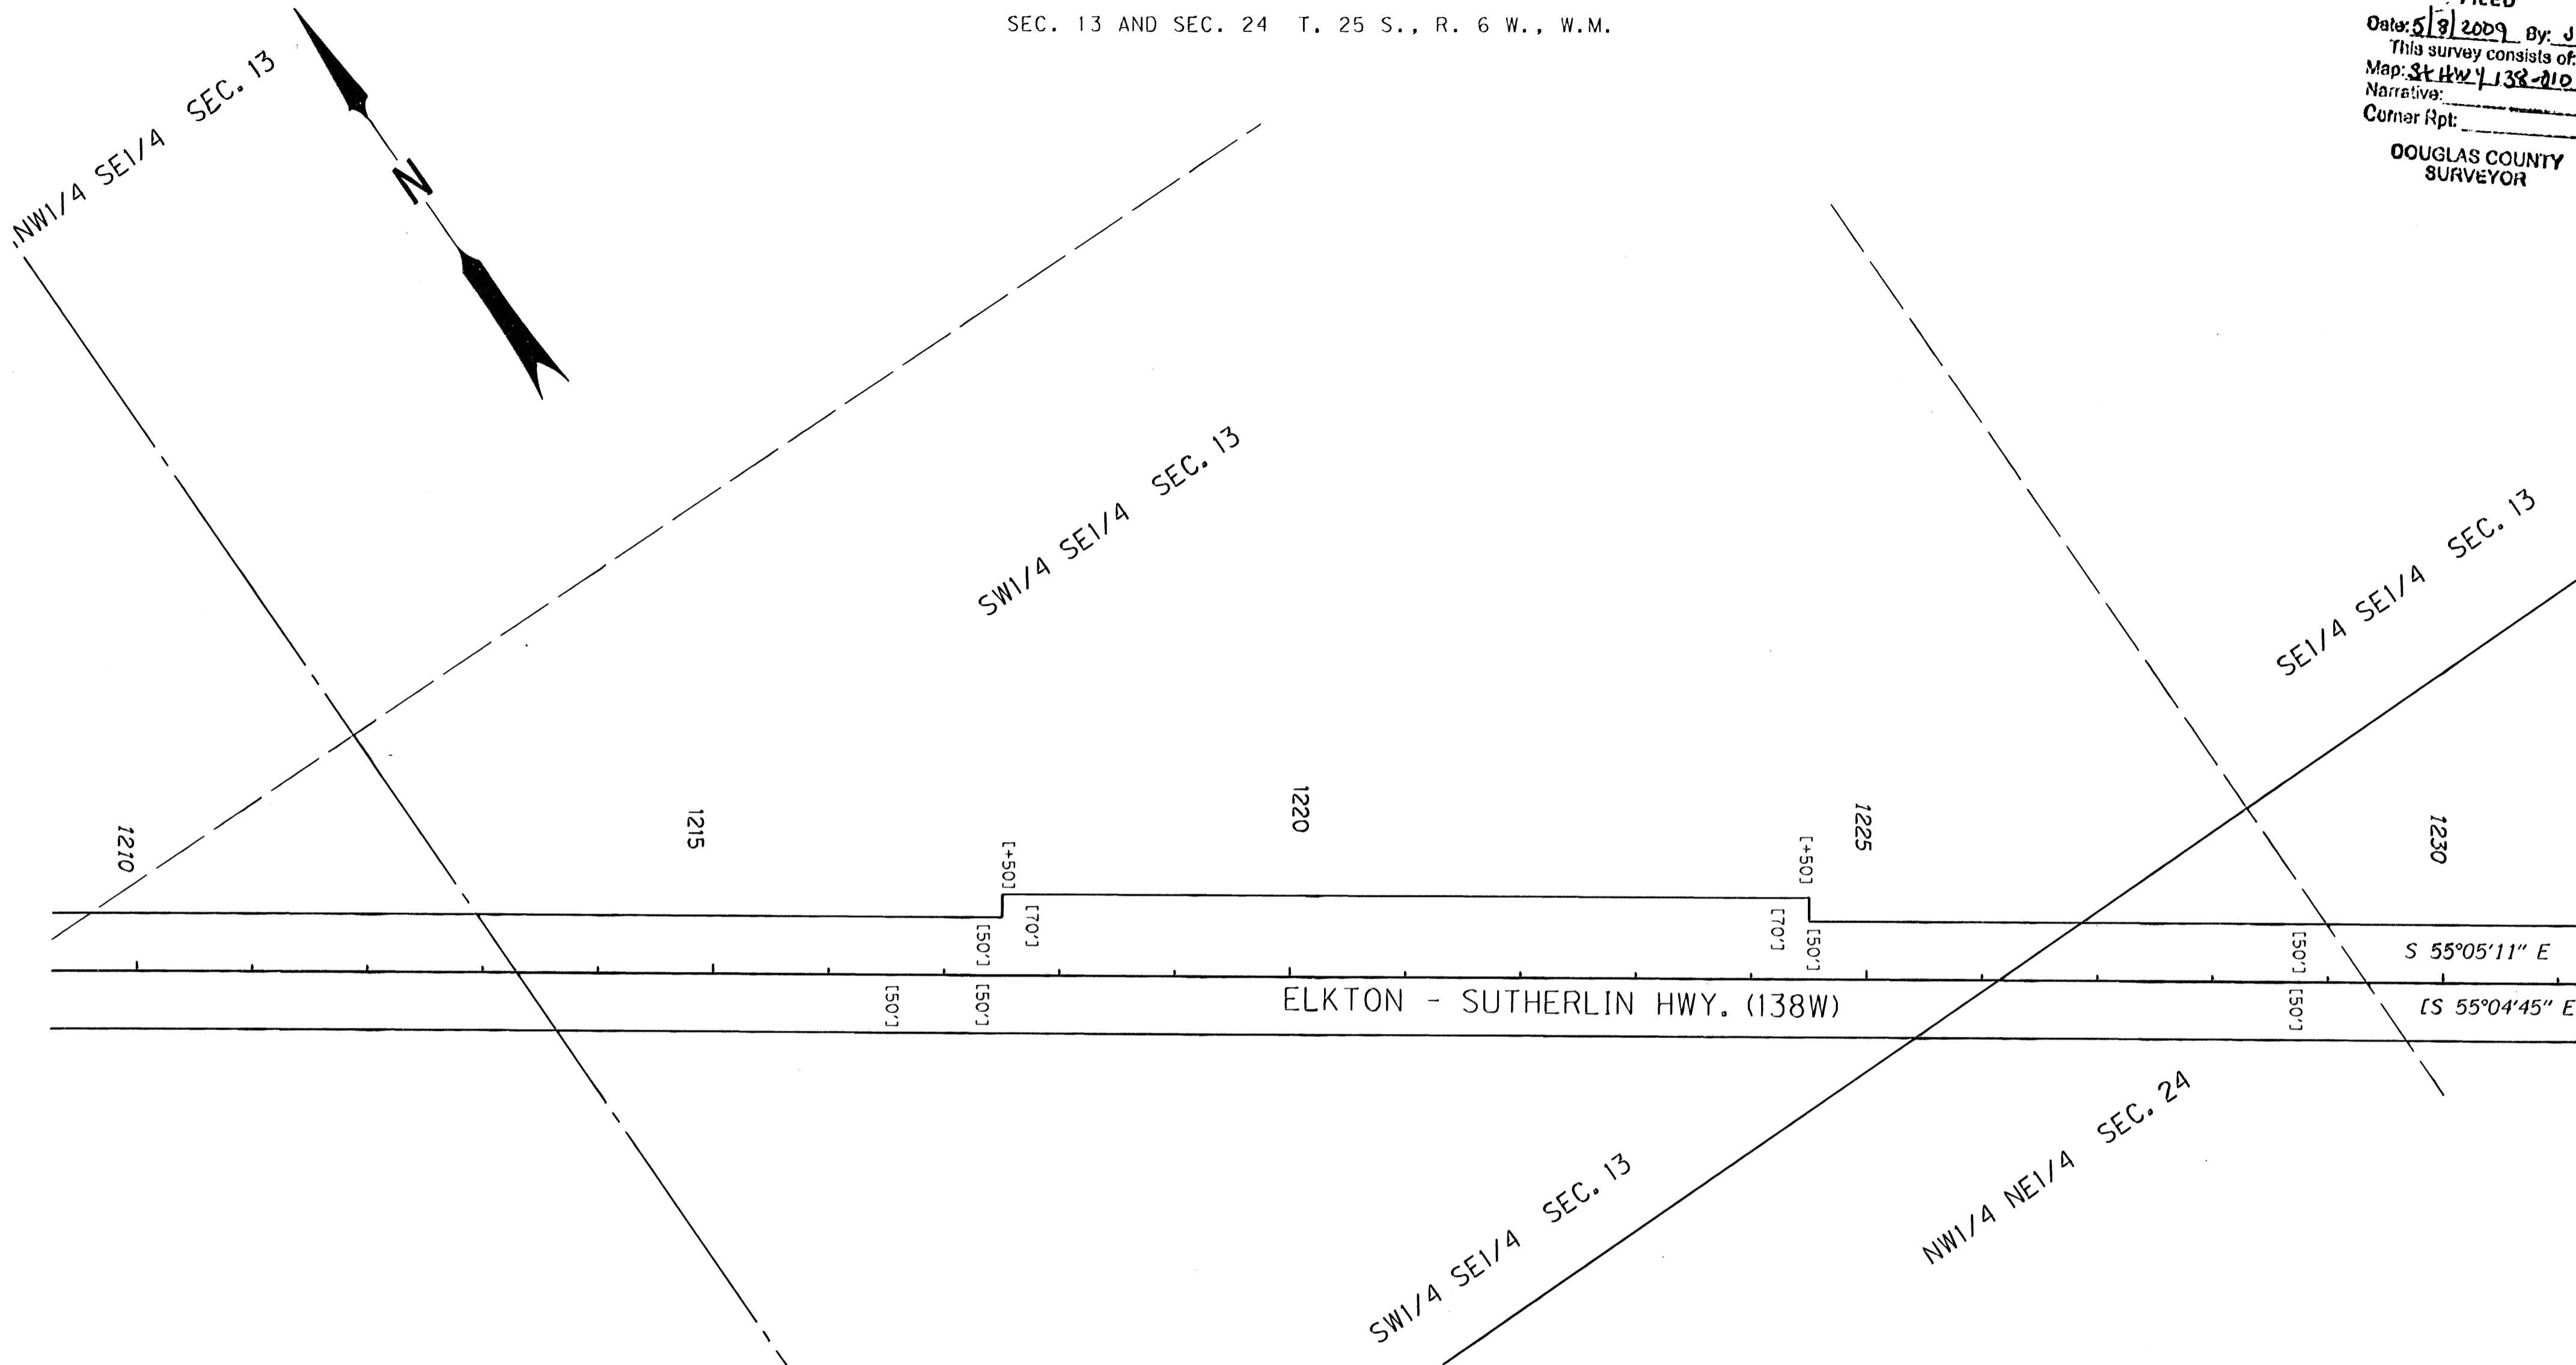 SEC. 13 AND SEC. 24 T. 25 S., R. 6 W., W.M.
FILED
Date: 5/8/2009 By: J
This survey consists of:
Map: St HWY 138-010
Narrative:
Corner Rpt:
DOUGLAS COUNTY
SURVEYOR
NW1/4 SE1/4 SEC. 13
N
SW1/4 SE1/4 SEC. 13
SE1/4 SE1/4 SEC. 13
1210
1215
1220
1225
1230
[+50]
[+50]
[50']
[70']
[70']
[50']
[50']
S 55°05'11" E
[50']
[50']
ELKTON - SUTHERLIN HWY. (138W)
[50']
[S 55°04'45" E
SW1/4 SE1/4 SEC. 13
NW1/4 NE1/4 SEC. 24